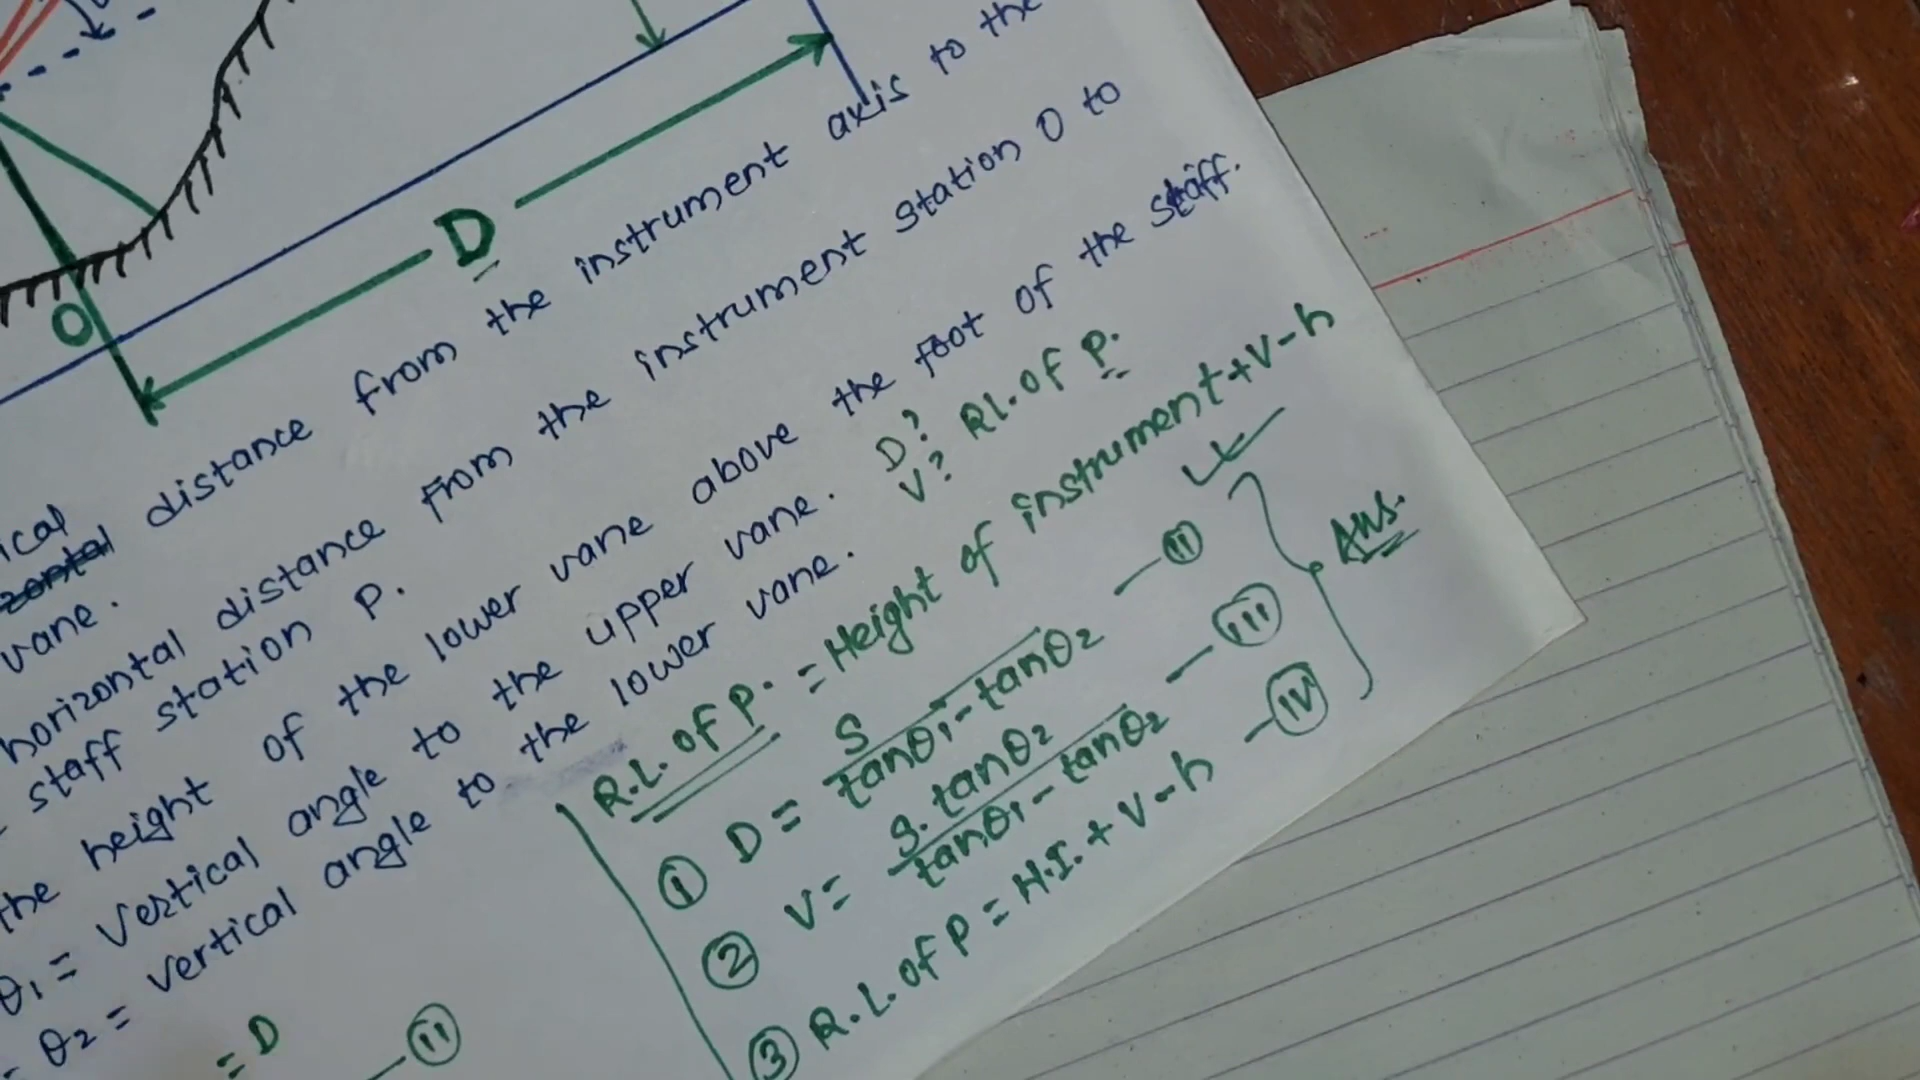 D
O
ical
zontal distance from the instrument axis to the
vane.
horizontal distance from the instrument station O to
staff station P.
the height of the lower vane above the foot of the staff.
θ1 = vertical angle to the upper vane.
θ2 = vertical angle to the lower vane.
D?
V? RL. of P.
R.L. of P. = Height of instrument + V - h
① D = S / tanθ1 - tanθ2 — ⅱ
② V = S. tanθ2 / tanθ1 - tanθ2 — ⅲ
③ R.L. of P = H.I. + V - h — ⅳ
Ans.
= D
— ⅱ